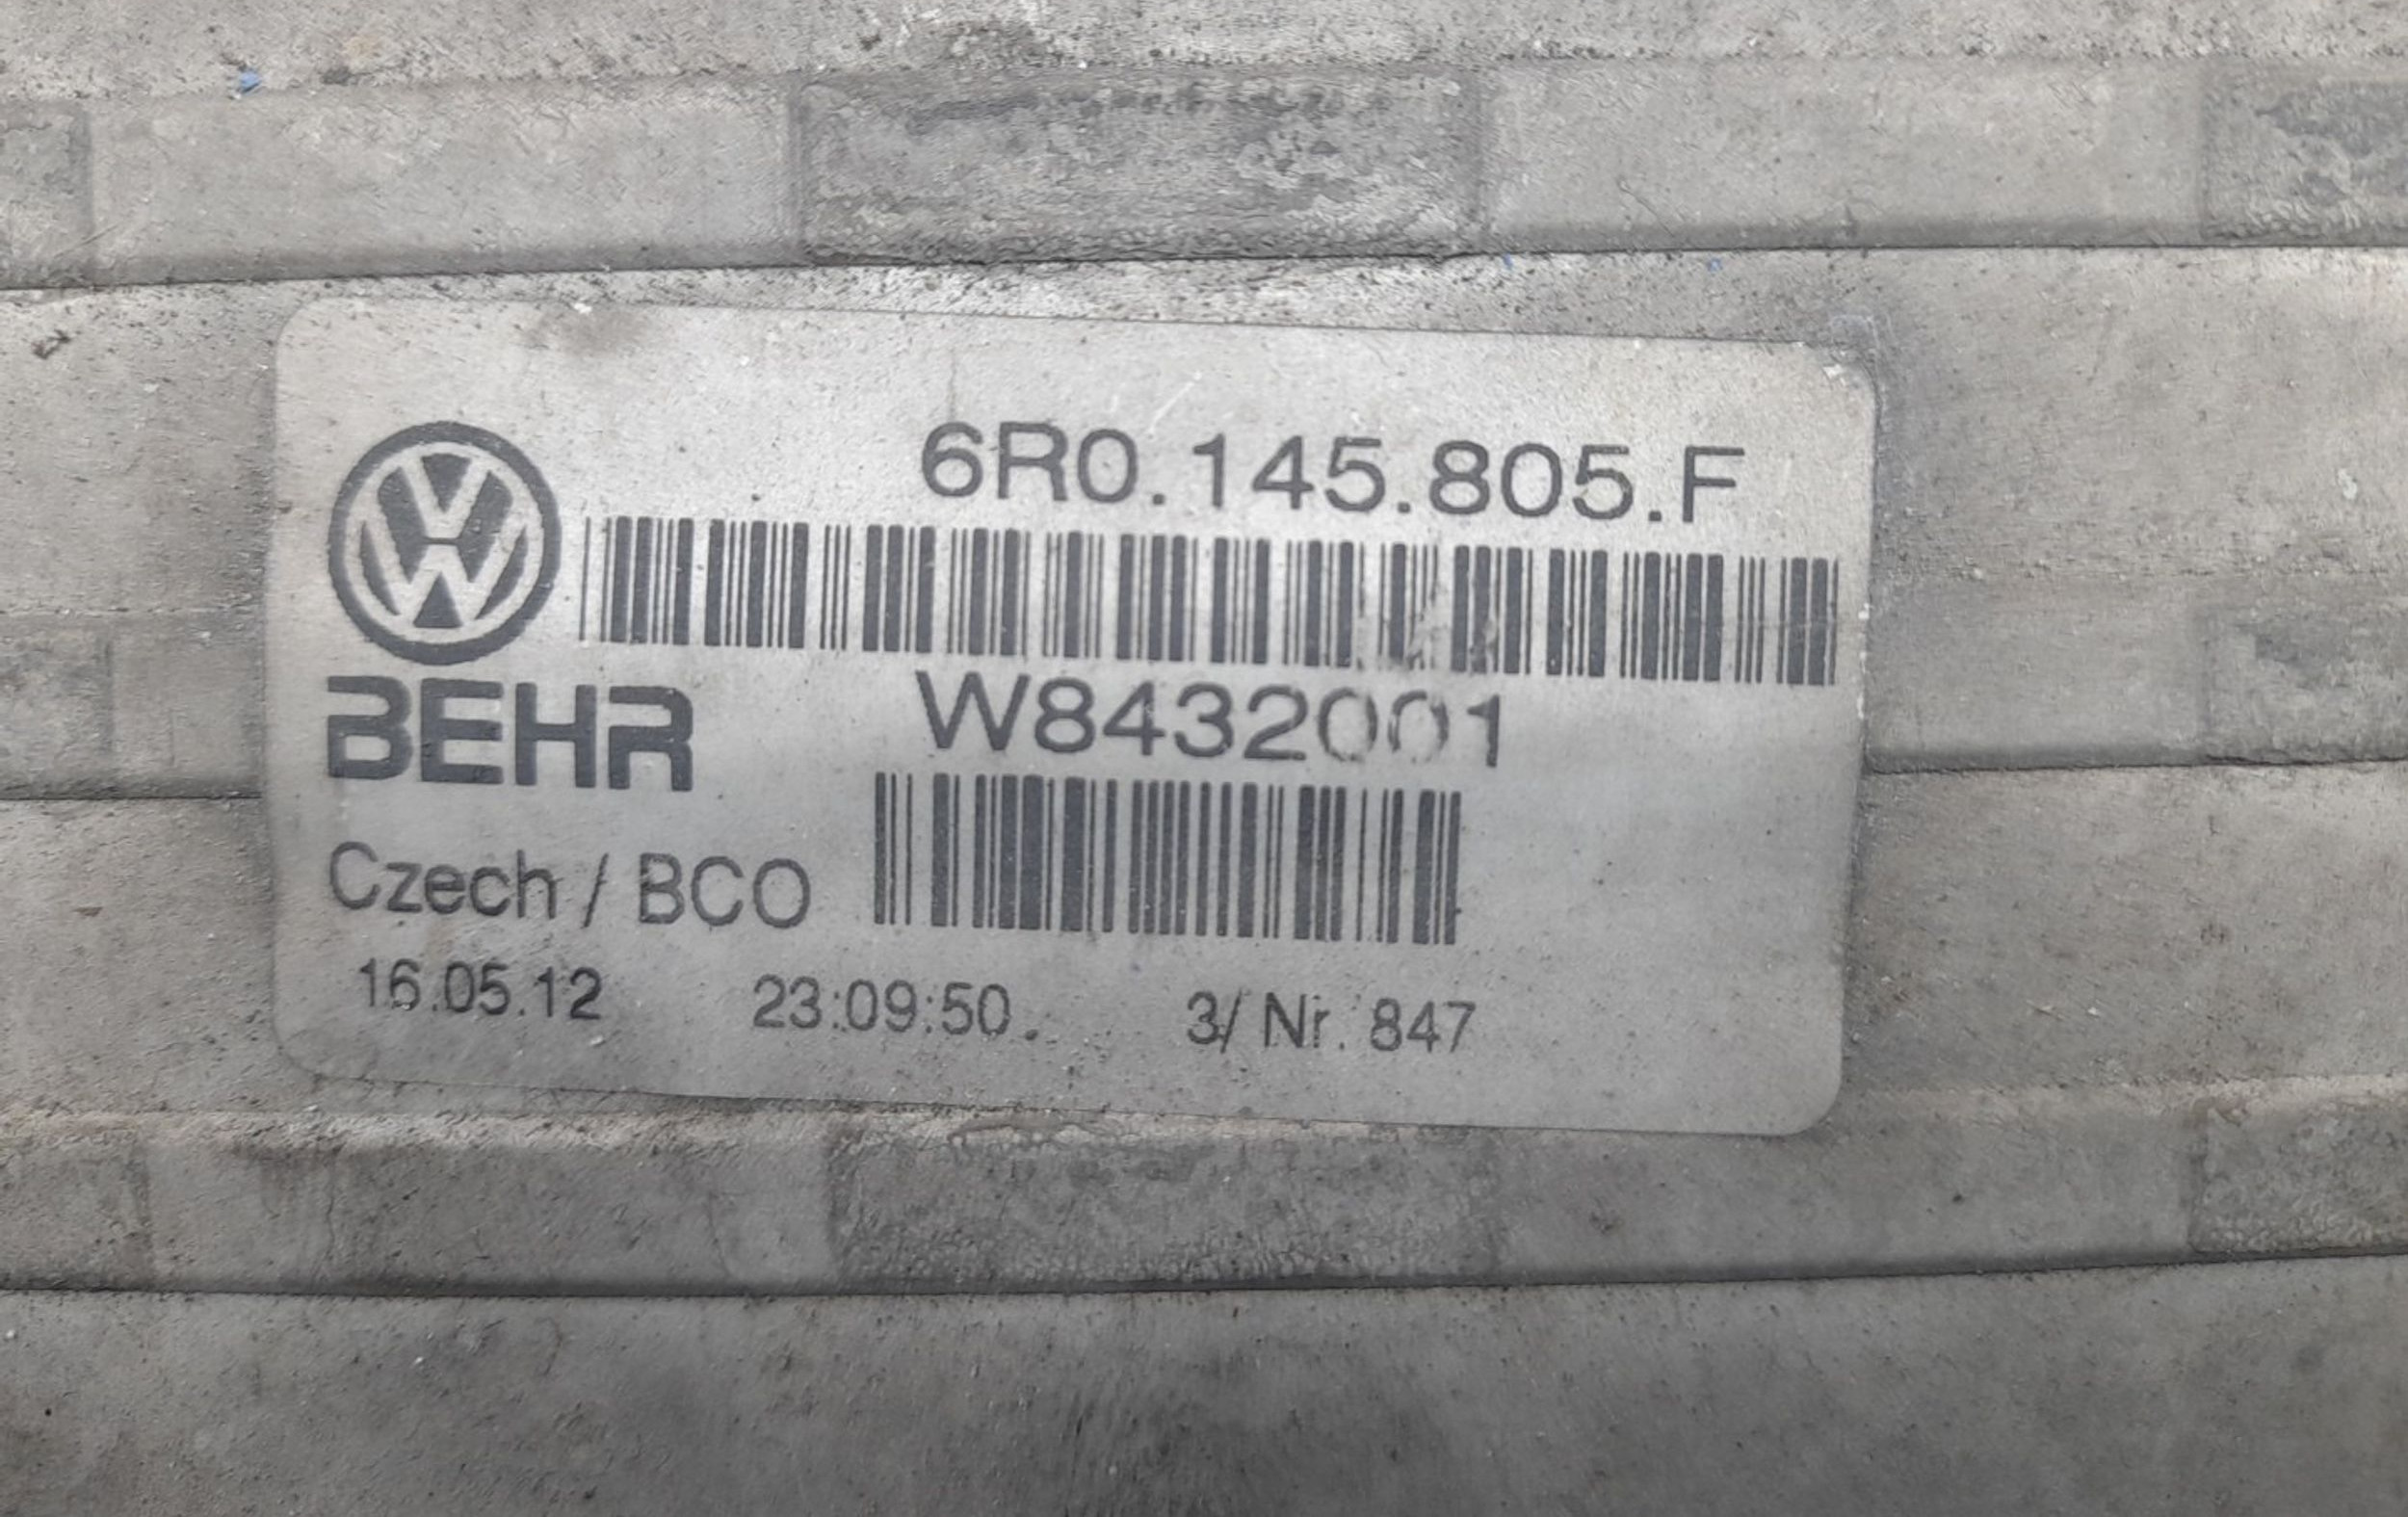 6R0.145.805.F
BEHR W8432001
Czech / BCO
16.05.12 23:09:50. 3/ Nr. 847